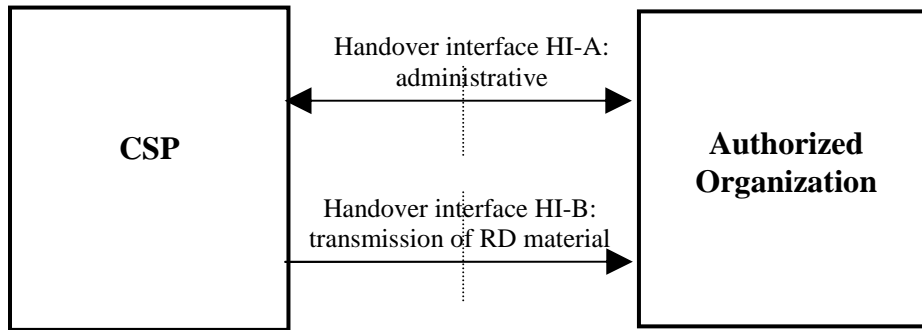 Handover interface HI-A:
administrative
CSP
Authorized
Organization
Handover interface HI-B:
transmission of RD material